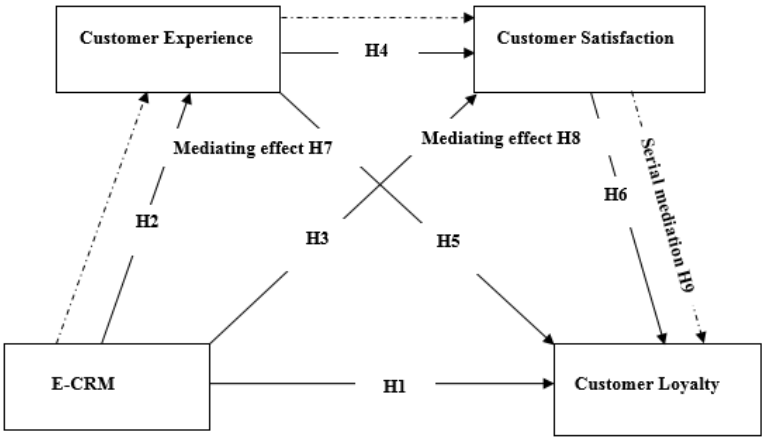 Customer Experience
Customer Satisfaction
H4
Mediating effect H7
Mediating effect H8
Serial mediation H9
H6
H2
H3
H5
E-CRM
H1
Customer Loyalty